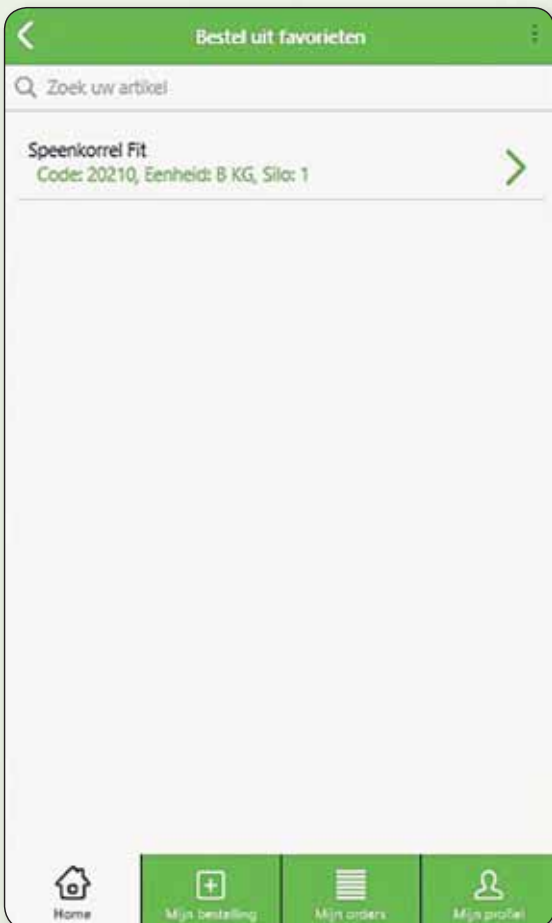 Bestel uit favorieten
Zoek uw artikel
Speenkorrel Fit
Code: 20210, Eenheid: B KG, Silo: 1
Home
Mijn bestelling
Mijn orders
Mijn profiel